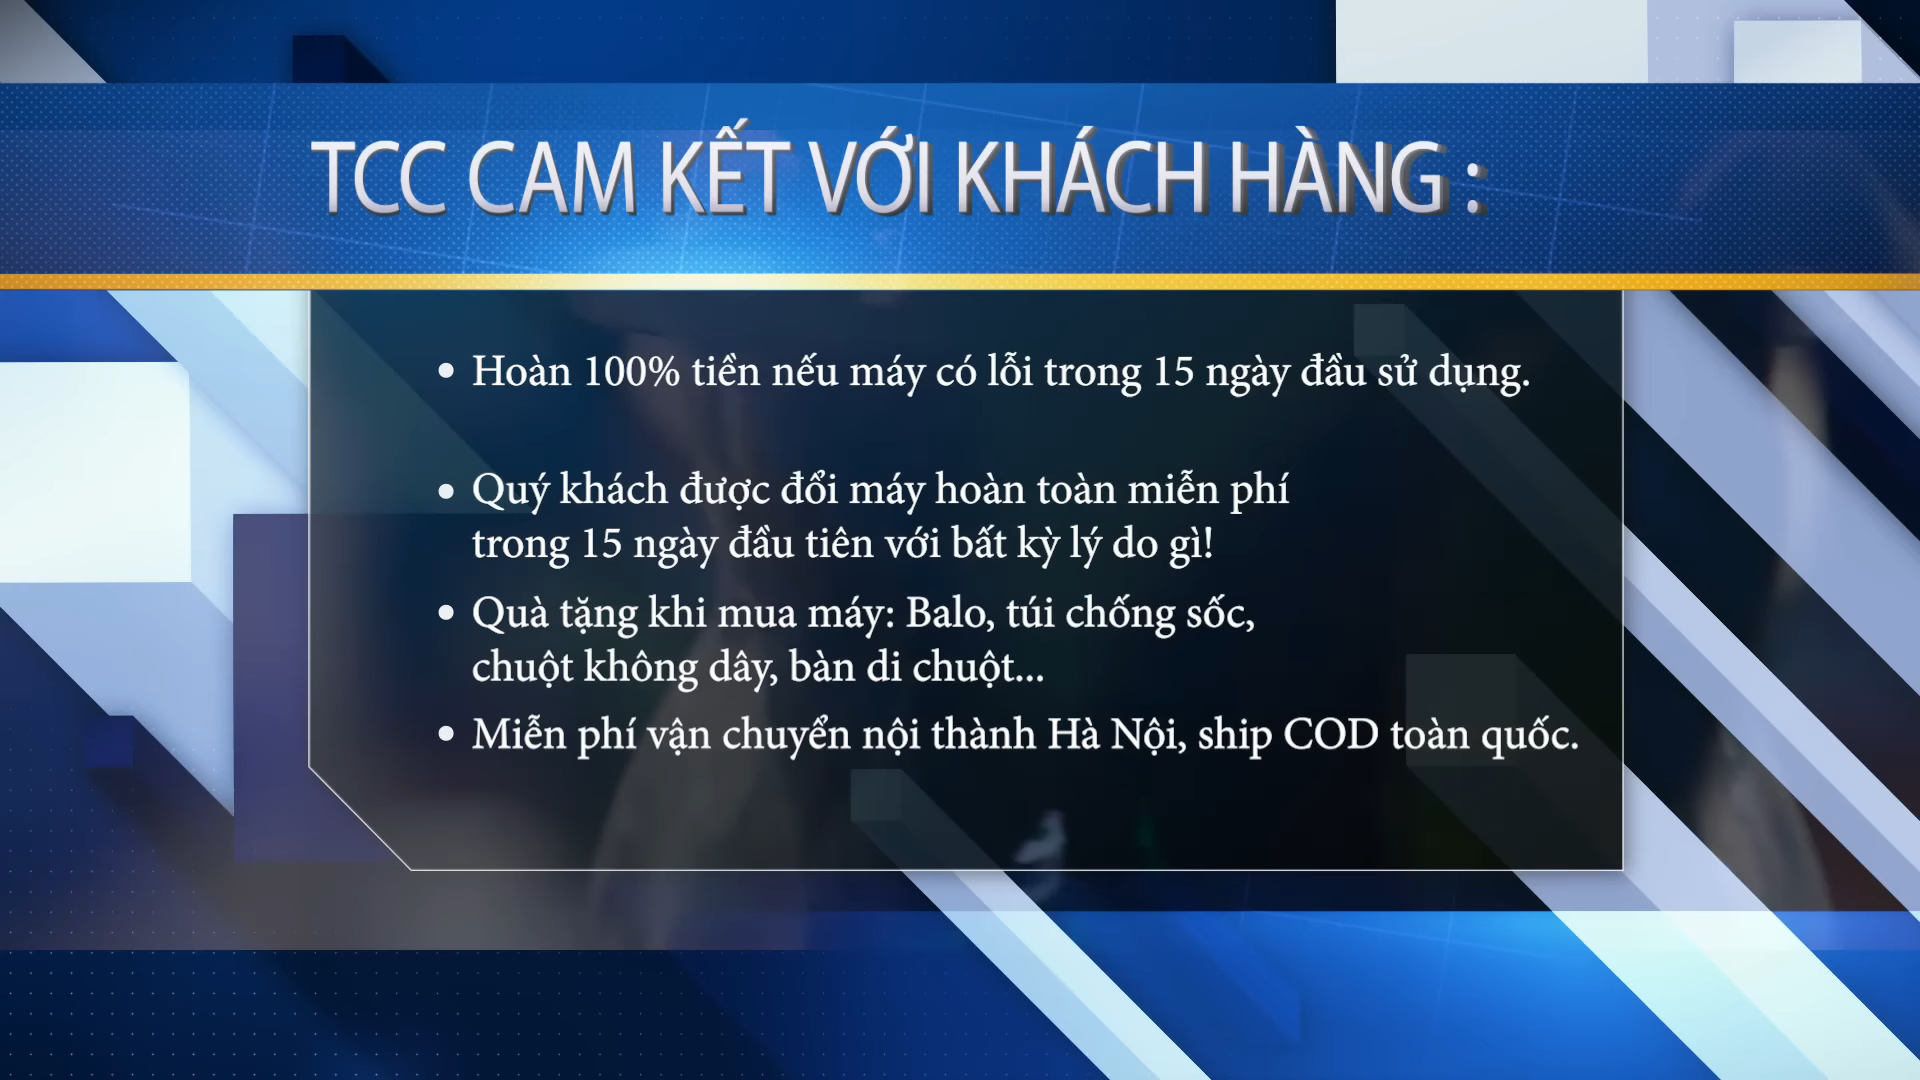 TCC CAM KẾT VỚI KHÁCH HÀNG :
• Hoàn 100% tiền nếu máy có lỗi trong 15 ngày đầu sử dụng.
• Quý khách được đổi máy hoàn toàn miễn phí
trong 15 ngày đầu tiên với bất kỳ lý do gì!
• Quà tặng khi mua máy: Balo, túi chống sốc,
chuột không dây, bàn di chuột...
• Miễn phí vận chuyển nội thành Hà Nội, ship COD toàn quốc.